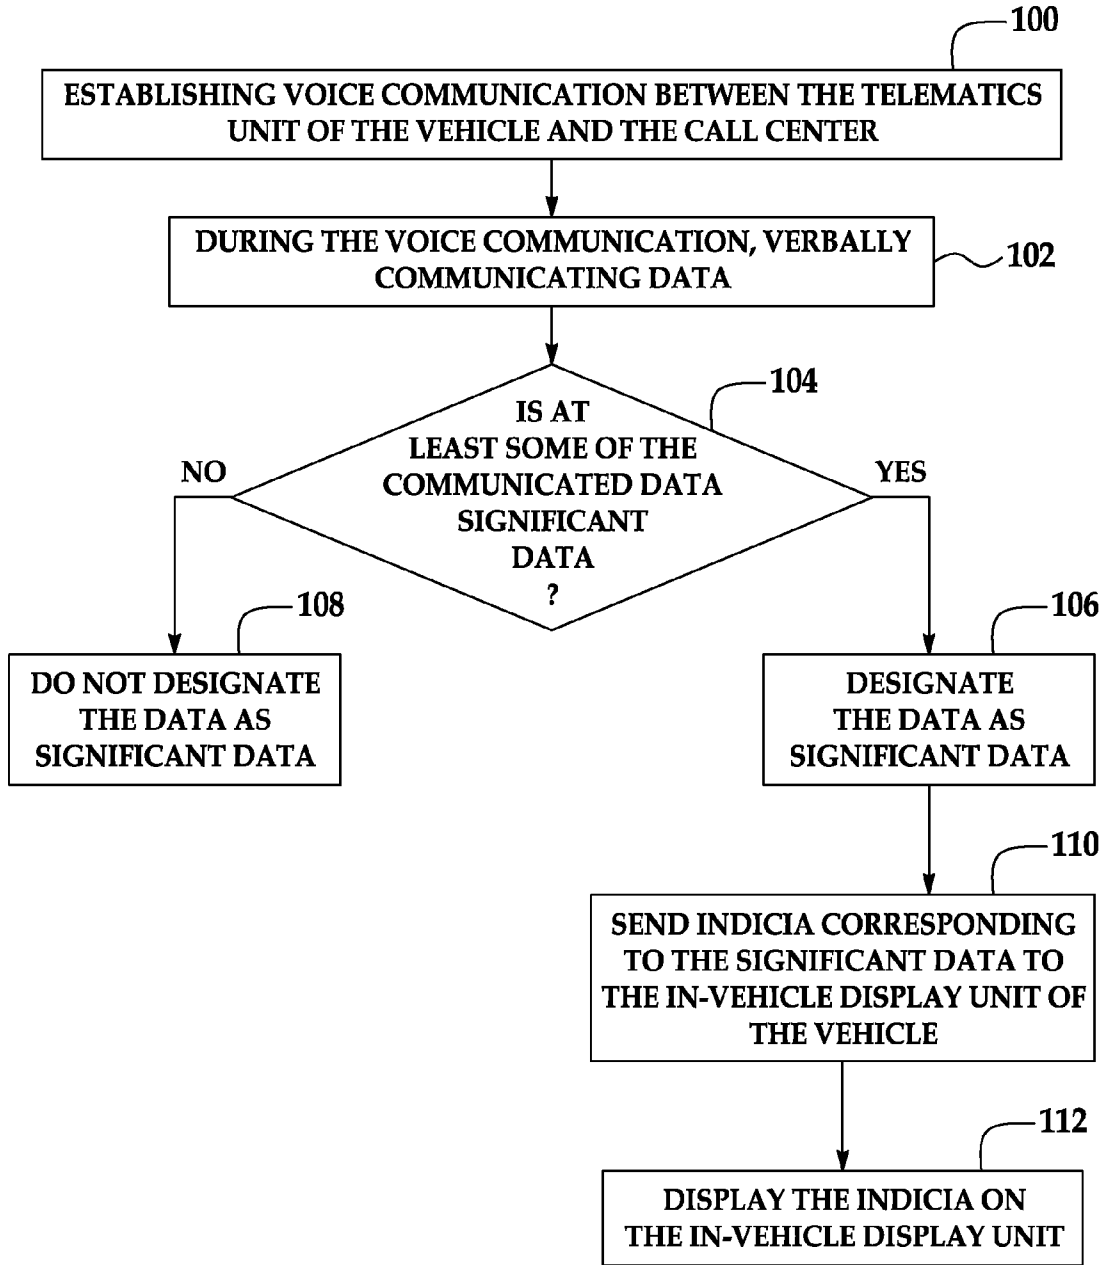 100
ESTABLISHING VOICE COMMUNICATION BETWEEN THE TELEMATICS
UNIT OF THE VEHICLE AND THE CALL CENTER
DURING THE VOICE COMMUNICATION, VERBALLY
COMMUNICATING DATA
102
104
IS AT
LEAST SOME OF THE
COMMUNICATED DATA
SIGNIFICANT
DATA
?
NO
YES
108
DO NOT DESIGNATE
THE DATA AS
SIGNIFICANT DATA
106
DESIGNATE
THE DATA AS
SIGNIFICANT DATA
110
SEND INDICIA CORRESPONDING
TO THE SIGNIFICANT DATA TO
THE IN-VEHICLE DISPLAY UNIT OF
THE VEHICLE
112
DISPLAY THE INDICIA ON
THE IN-VEHICLE DISPLAY UNIT